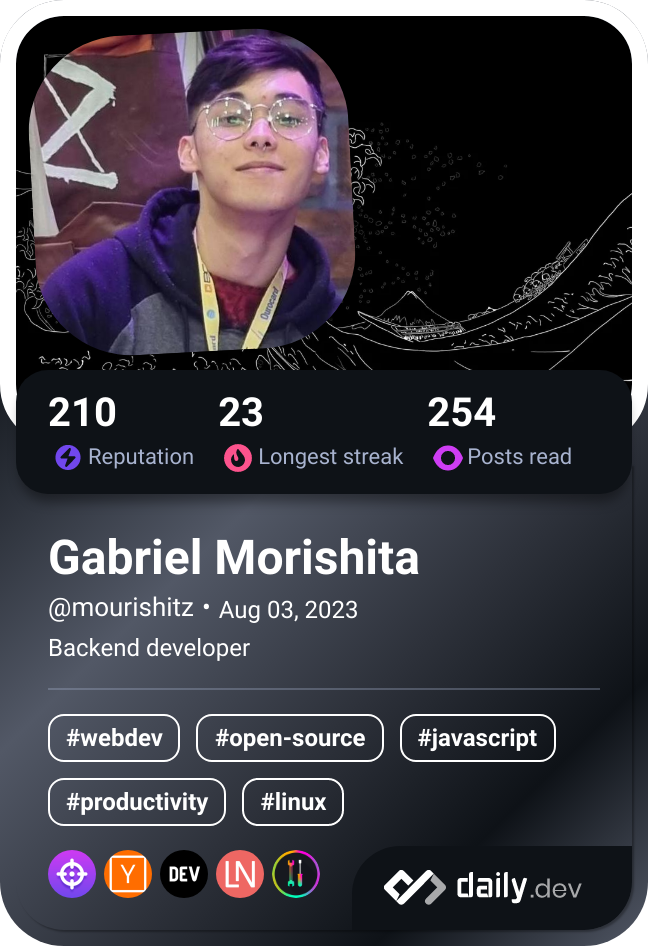 210 23 254
Reputation Longest streak Posts read
Gabriel Morishita
@mourishitz • Aug 03, 2023
Backend developer
#webdev #open-source #javascript
#productivity #linux
Y DEV LN
daily.dev